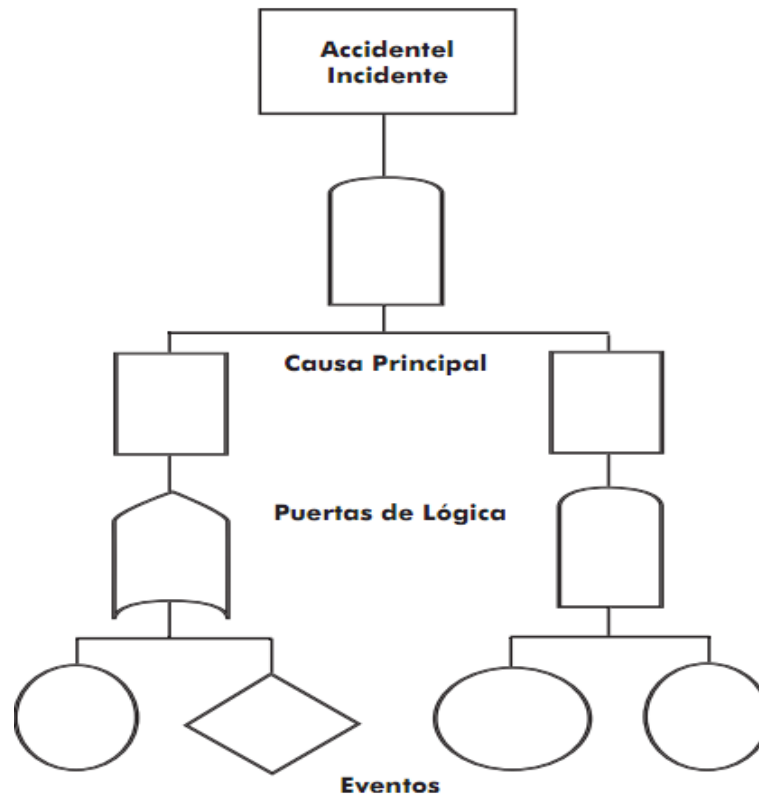 Accidentel
Incidente
Causa Principal
Puertas de Lógica
Eventos